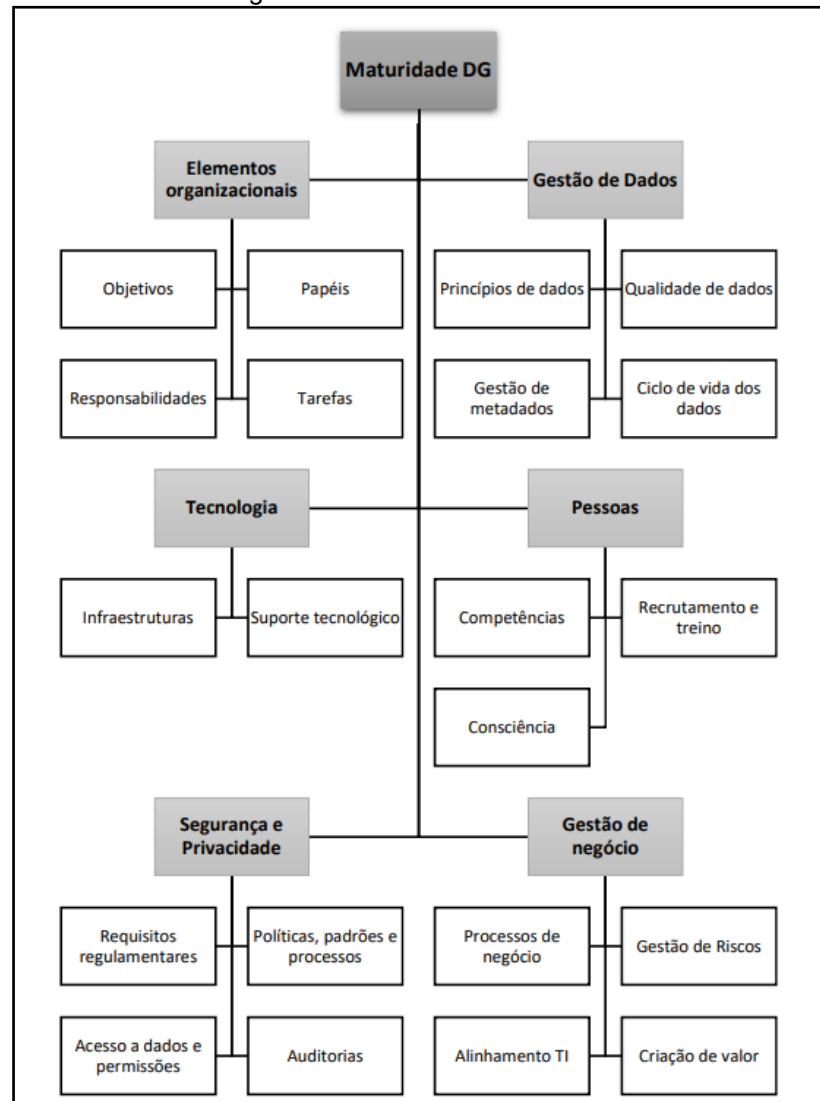 Maturidade DG
Elementos
organizacionais
Gestão de Dados
Objetivos
Papéis
Princípios de dados
Qualidade de dados
Responsabilidades
Tarefas
Gestão de
metadados
Ciclo de vida dos
dados
Tecnologia
Pessoas
Infraestruturas
Suporte tecnológico
Competências
Recrutamento e
treino
Consciência
Segurança e
Privacidade
Gestão de
negócio
Requisitos
regulamentares
Políticas, padrões e
processos
Processos de
negócio
Gestão de Riscos
Acesso a dados e
permissões
Auditorias
Alinhamento TI
Criação de valor